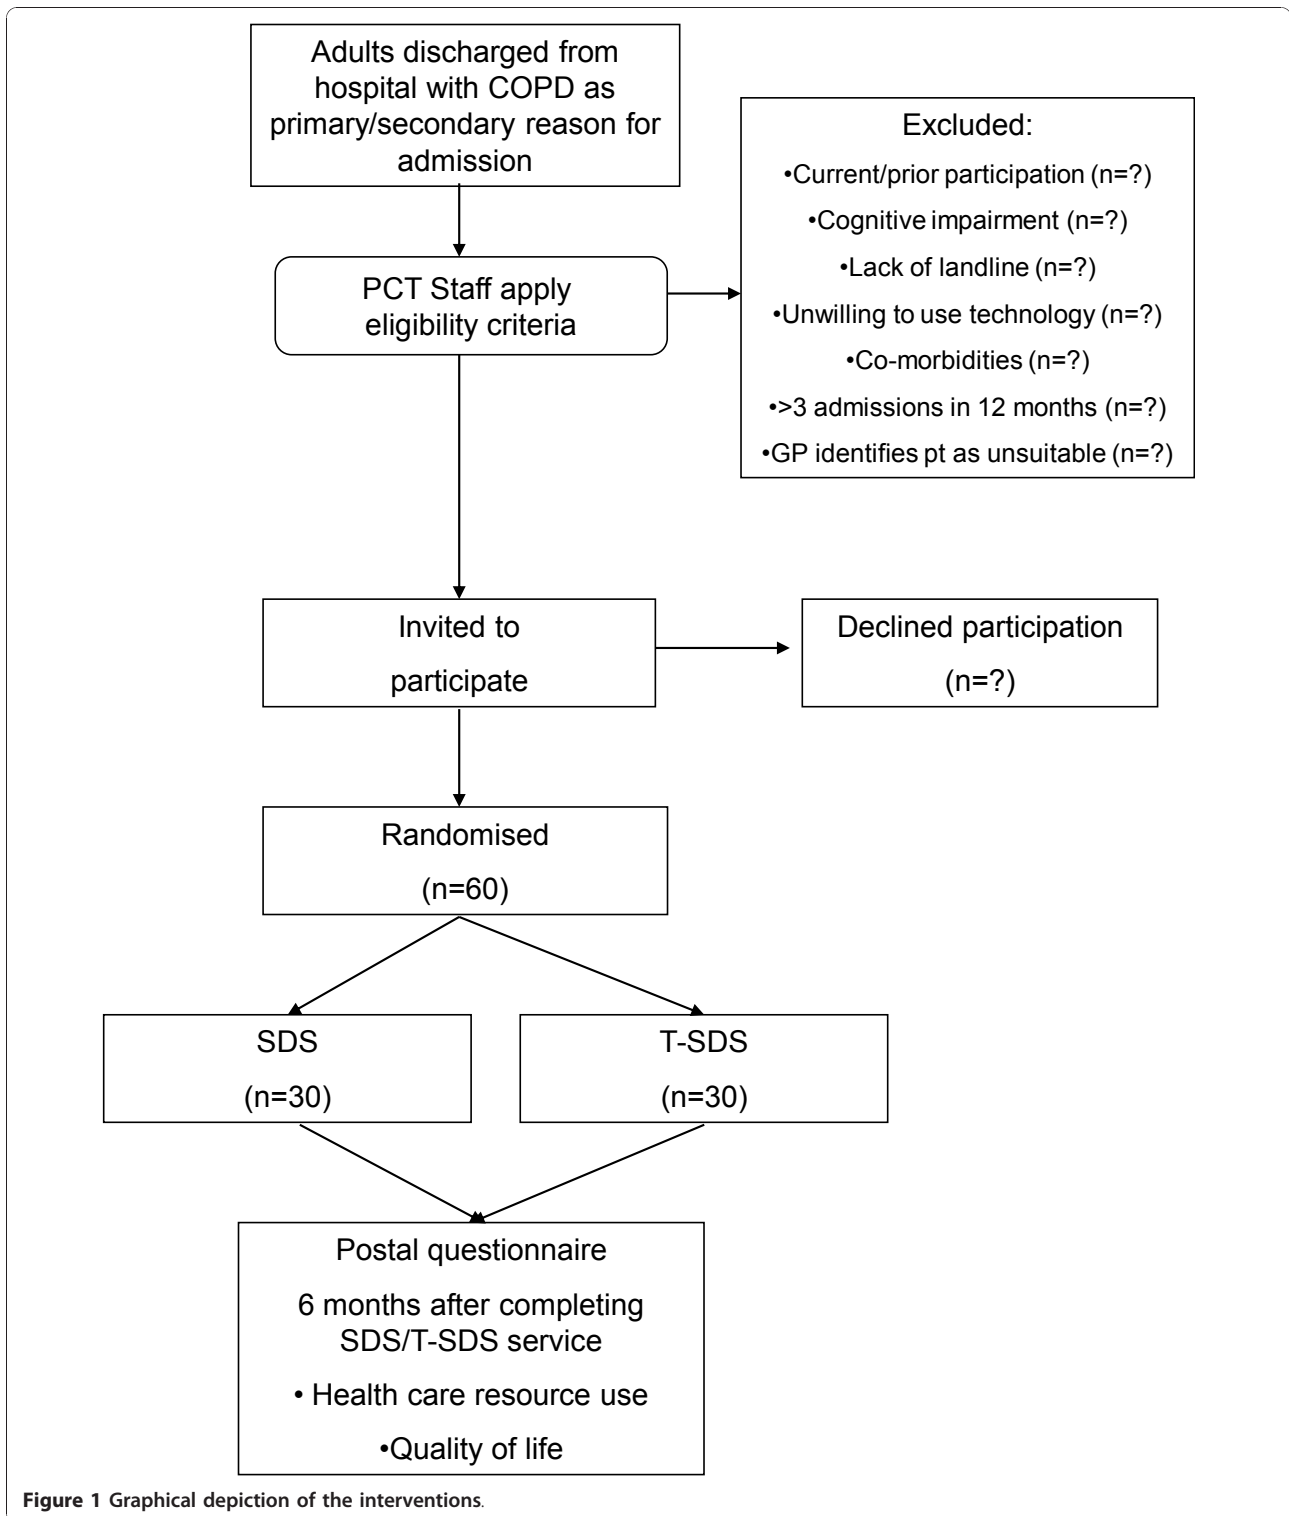 Adults discharged from
hospital with COPD as
primary/secondary reason for
admission
Excluded:
•Current/prior participation (n=?)
•Cognitive impairment (n=?)
•Lack of landline (n=?)
•Unwilling to use technology (n=?)
•Co-morbidities (n=?)
•>3 admissions in 12 months (n=?)
•GP identifies pt as unsuitable (n=?)
PCT Staff apply
eligibility criteria
Invited to
participate
Declined participation
(n=?)
Randomised
(n=60)
SDS
(n=30)
T-SDS
(n=30)
Postal questionnaire
6 months after completing
SDS/T-SDS service
• Health care resource use
•Quality of life
Figure 1 Graphical depiction of the interventions.